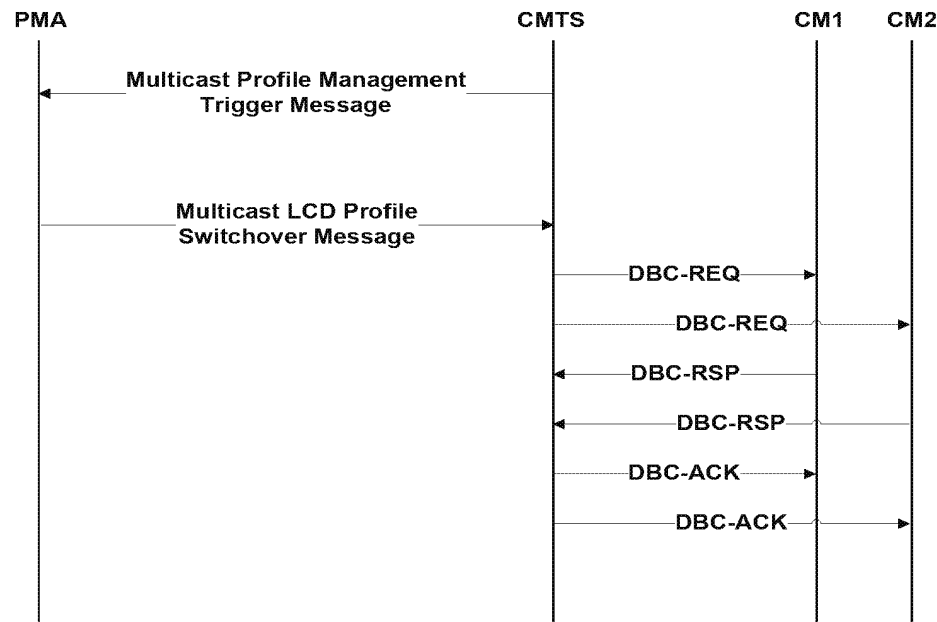 PMA CMTS CM1 CM2
Multicast Profile Management
Trigger Message
Multicast LCD Profile
Switchover Message
DBC-REQ
DBC-REQ
DBC-RSP
DBC-RSP
DBC-ACK
DBC-ACK